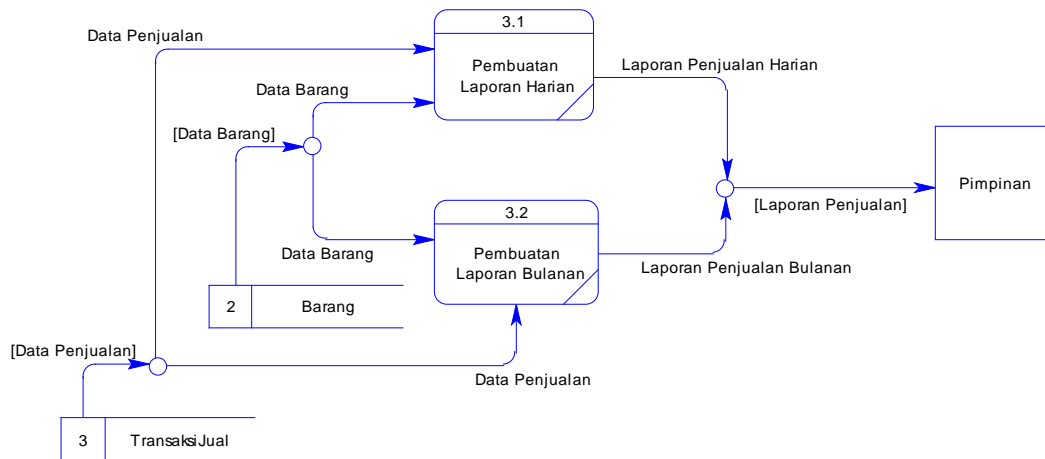 3.1
Data Penjualan
Pembuatan
Laporan Harian
Laporan Penjualan Harian
Data Barang
[Data Barang]
Pimpinan
[Laporan Penjualan]
3.2
Data Barang
Pembuatan
Laporan Bulanan
Laporan Penjualan Bulanan
2 Barang
[Data Penjualan]
Data Penjualan
3 TransaksiJual